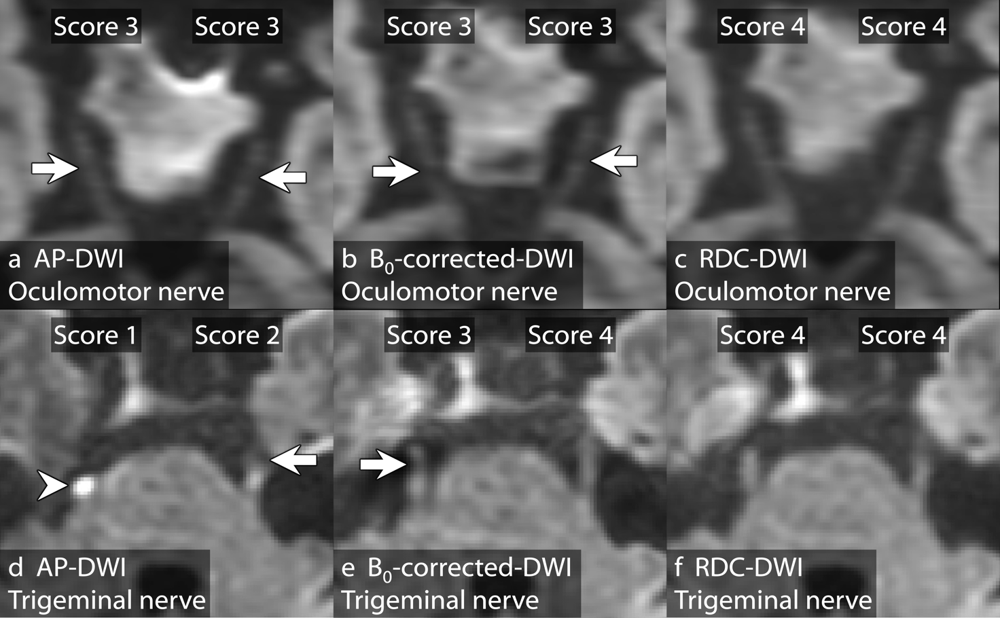 Score 3 Score 3 Score 3 Score 3 Score 4 Score 4
a AP-DWI
Oculomotor nerve
b B₀-corrected-DWI
Oculomotor nerve
c RDC-DWI
Oculomotor nerve
Score 1 Score 2 Score 3 Score 4 Score 4 Score 4
d AP-DWI
Trigeminal nerve
e B₀-corrected-DWI
Trigeminal nerve
f RDC-DWI
Trigeminal nerve